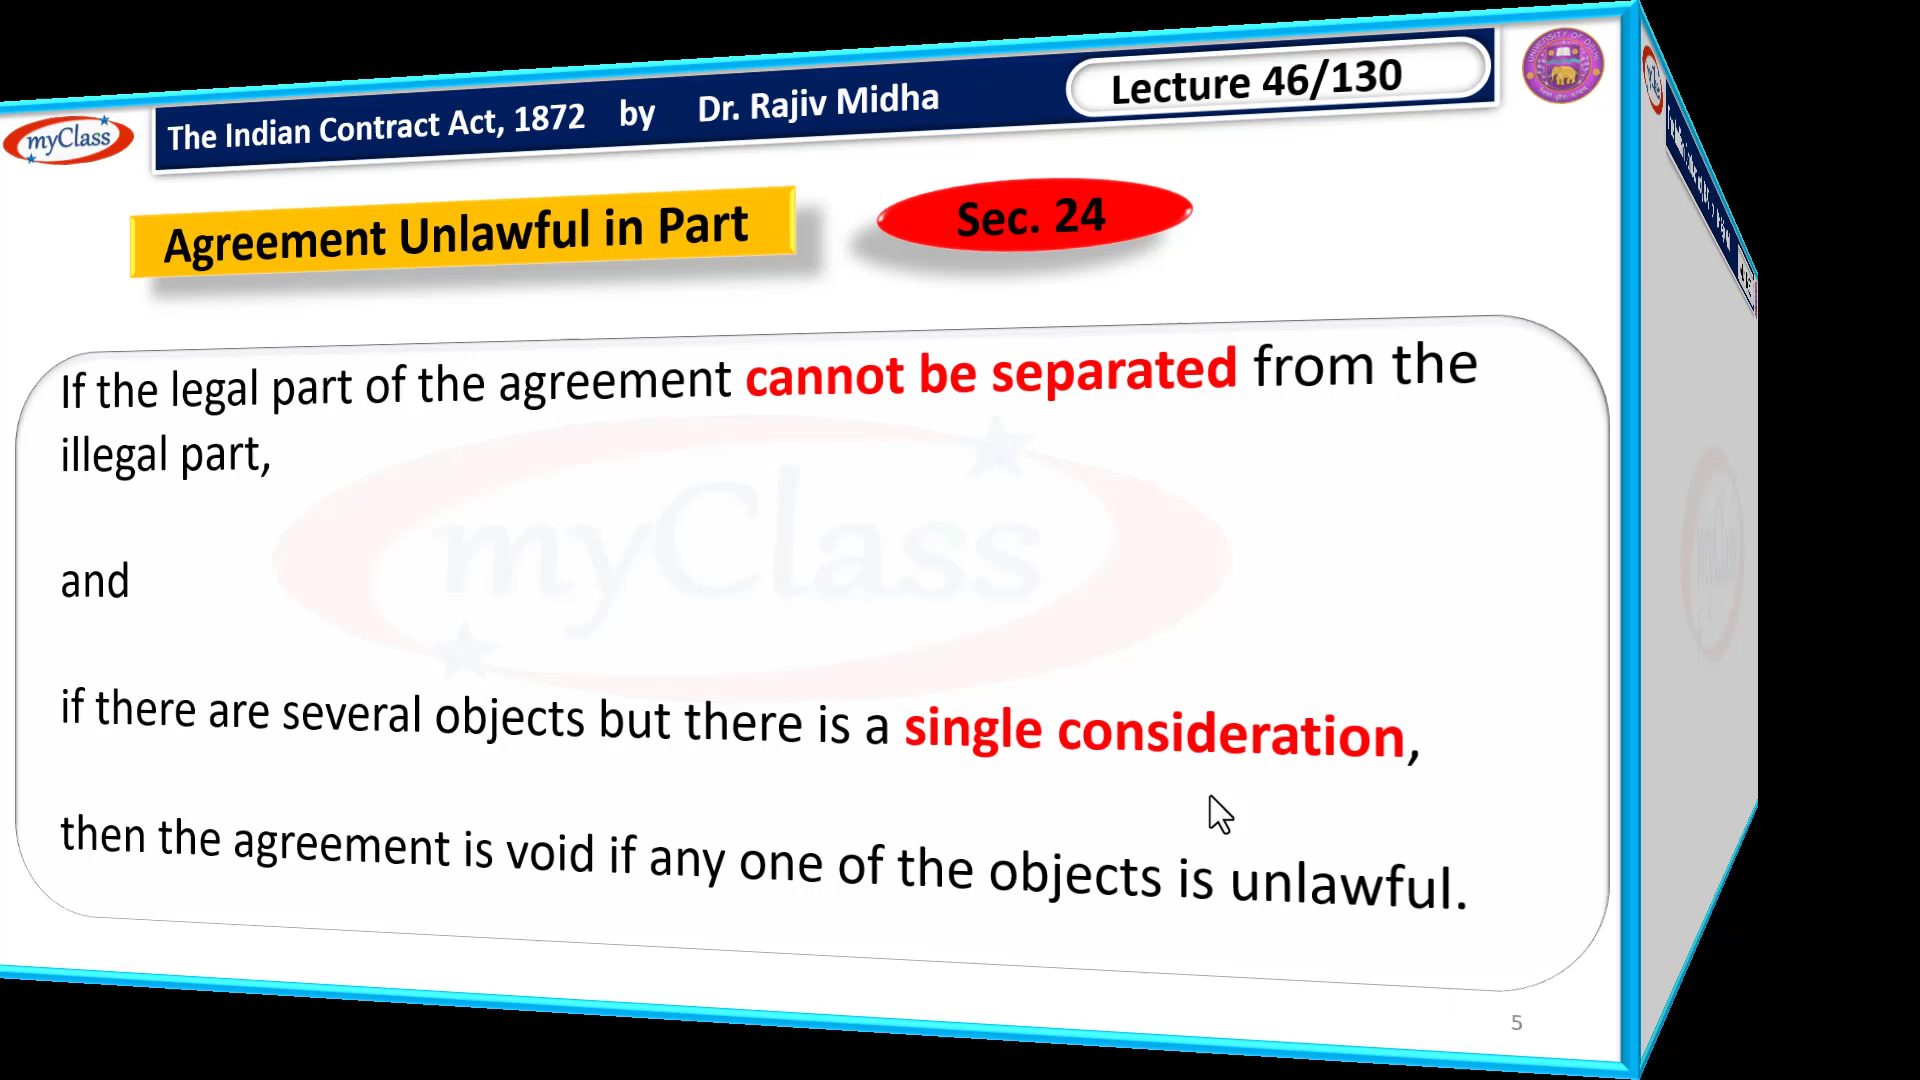 myClass
The Indian Contract Act, 1872 by Dr. Rajiv Midha
Lecture 46/130
Agreement Unlawful in Part
Sec. 24
If the legal part of the agreement cannot be separated from the
illegal part,
and
if there are several objects but there is a single consideration,
then the agreement is void if any one of the objects is unlawful.
myClass
5